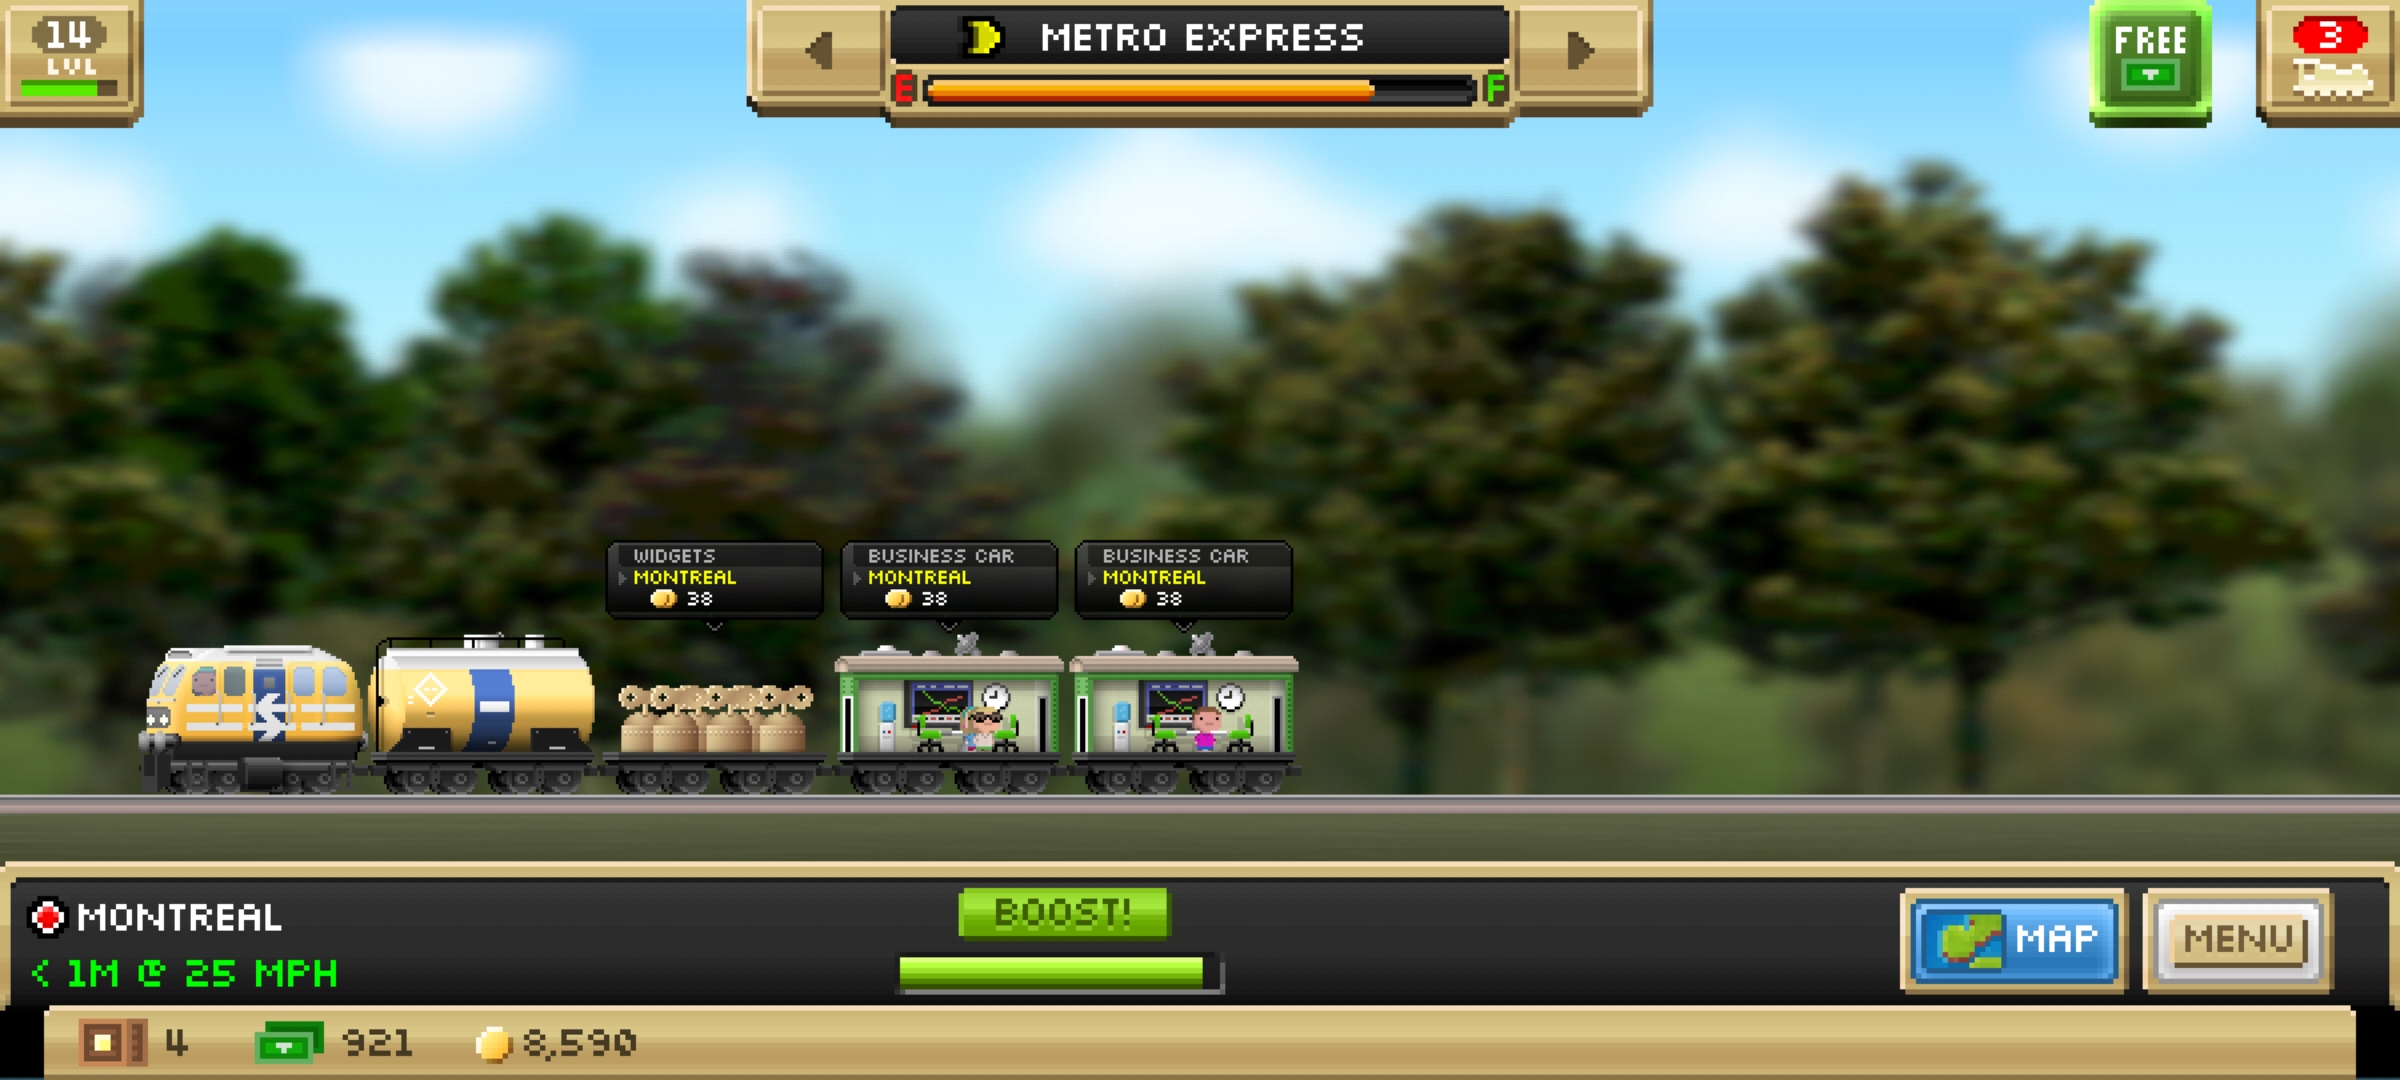 14
LVL
METRO EXPRESS
E F
FREE
3
WIDGETS
MONTREAL
38
BUSINESS CAR
MONTREAL
38
BUSINESS CAR
MONTREAL
38
MONTREAL
< 1M @ 25 MPH
BOOST!
MAP
MENU
4
921
8,590